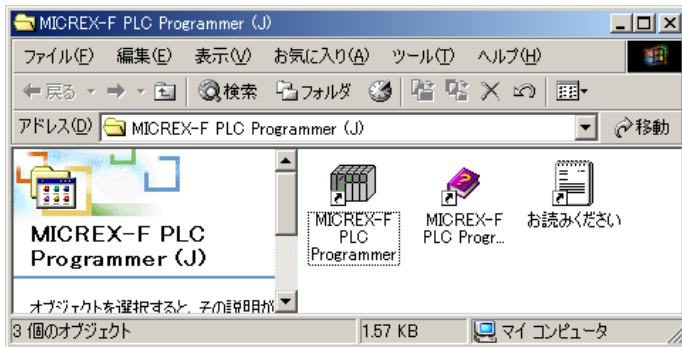 MICREX-F PLC Programmer (J)
ファイル(F) 編集(E) 表示(V) お気に入り(A) ツール(T) ヘルプ(H)
戻る 検索 フォルダ
アドレス(D) MICREX-F PLC Programmer (J) 移動
MICREX-F PLC
Programmer (J)
オブジェクトを選択すると、その説明が
MICREX-F
PLC
Programmer
MICREX-F
PLC Progr...
お読みください
3 個のオブジェクト 1.57 KB マイ コンピュータ